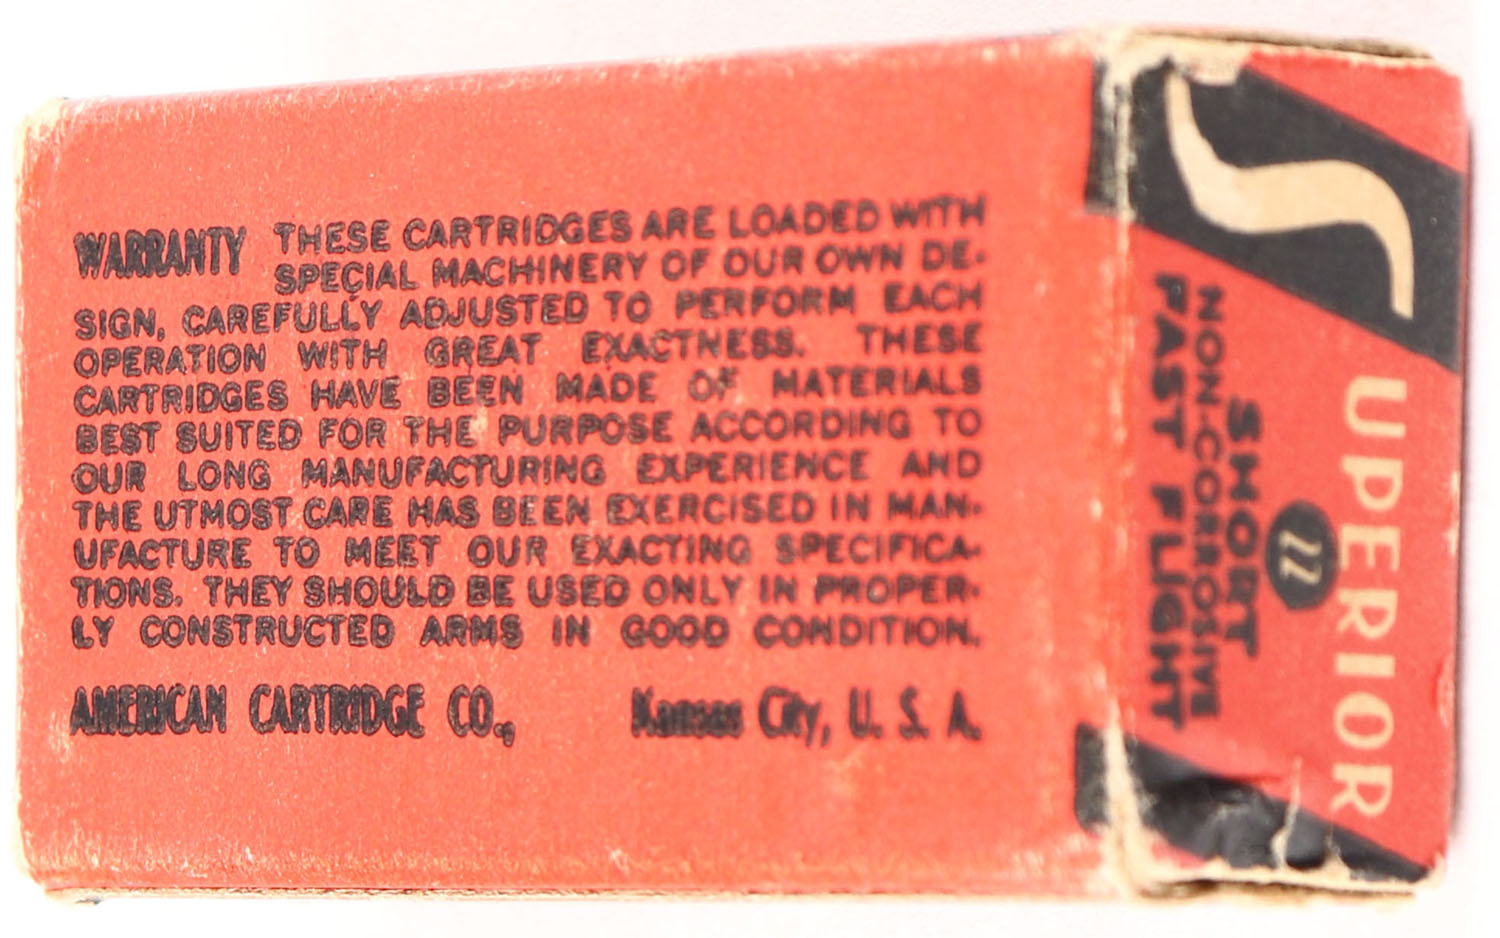 WARRANTY THESE CARTRIDGES ARE LOADED WITH
SPECIAL MACHINERY OF OUR OWN DE-
SIGN, CAREFULLY ADJUSTED TO PERFORM EACH
OPERATION WITH GREAT EXACTNESS. THESE
CARTRIDGES HAVE BEEN MADE OF MATERIALS
BEST SUITED FOR THE PURPOSE ACCORDING TO
OUR LONG MANUFACTURING EXPERIENCE AND
THE UTMOST CARE HAS BEEN EXERCISED IN MAN-
UFACTURE TO MEET OUR EXACTING SPECIFICA-
TIONS. THEY SHOULD BE USED ONLY IN PROPER-
LY CONSTRUCTED ARMS IN GOOD CONDITION.
AMERICAN CARTRIDGE CO., Kansas City, U. S. A.
SUPERIOR
22
SHORT
NON-CORROSIVE
FAST FLIGHT